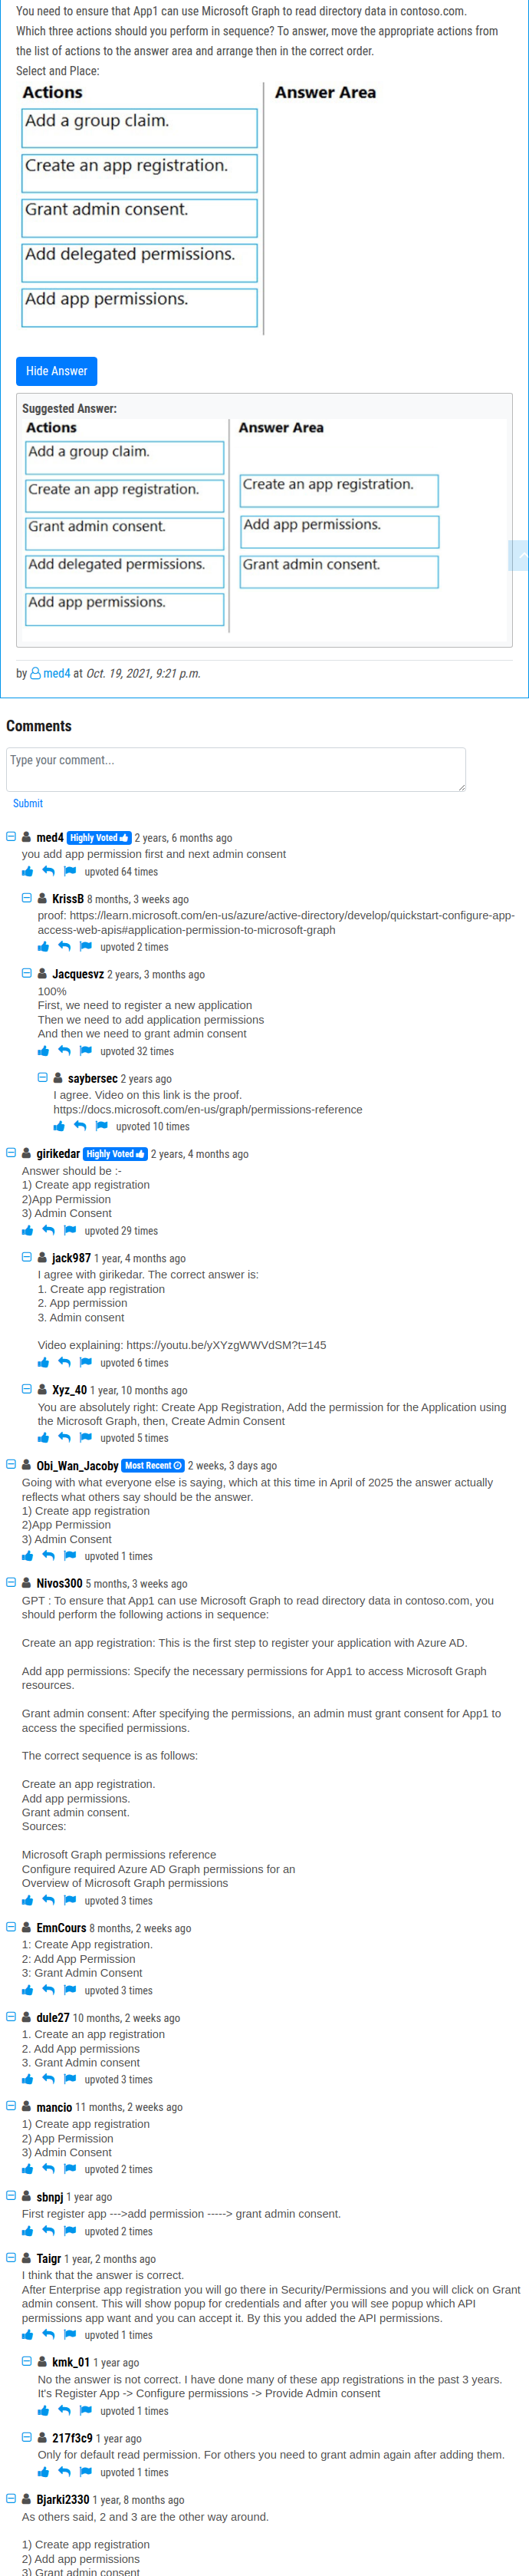 You need to ensure that App1 can use Microsoft Graph to read directory data in contoso.com.
Which three actions should you perform in sequence? To answer, move the appropriate actions from
the list of actions to the answer area and arrange then in the correct order.
Select and Place:
Actions
Answer Area
Add a group claim.
Create an app registration.
Grant admin consent.
Add delegated permissions.
Add app permissions.
Hide Answer
Suggested Answer:
Actions
Answer Area
Add a group claim.
Create an app registration.
Grant admin consent.
Add delegated permissions.
Add app permissions.
Create an app registration.
Add app permissions.
Grant admin consent.
by med4 at Oct. 19, 2021, 9:21 p.m.
Comments
Type your comment...
Submit
med4 Highly Voted 2 years, 6 months ago
you add app permission first and next admin consent
upvoted 64 times
KrissB 8 months, 3 weeks ago
proof: https://learn.microsoft.com/en-us/azure/active-directory/develop/quickstart-configure-app-
access-web-apis#application-permission-to-microsoft-graph
upvoted 2 times
Jacquesvz 2 years, 3 months ago
100%
First, we need to register a new application
Then we need to add application permissions
And then we need to grant admin consent
upvoted 32 times
saybersec 2 years ago
I agree. Video on this link is the proof.
https://docs.microsoft.com/en-us/graph/permissions-reference
upvoted 10 times
girikedar Highly Voted 2 years, 4 months ago
Answer should be :-
1) Create app registration
2)App Permission
3) Admin Consent
upvoted 29 times
jack987 1 year, 4 months ago
I agree with girikedar. The correct answer is:
1. Create app registration
2. App permission
3. Admin consent
Video explaining: https://youtu.be/yXYzgWWVdSM?t=145
upvoted 6 times
Xyz_40 1 year, 10 months ago
You are absolutely right: Create App Registration, Add the permission for the Application using
the Microsoft Graph, then, Create Admin Consent
upvoted 5 times
Obi_Wan_Jacoby Most Recent 2 weeks, 3 days ago
Going with what everyone else is saying, which at this time in April of 2025 the answer actually
reflects what others say should be the answer.
1) Create app registration
2)App Permission
3) Admin Consent
upvoted 1 times
Nivos300 5 months, 3 weeks ago
GPT : To ensure that App1 can use Microsoft Graph to read directory data in contoso.com, you
should perform the following actions in sequence:
Create an app registration: This is the first step to register your application with Azure AD.
Add app permissions: Specify the necessary permissions for App1 to access Microsoft Graph
resources.
Grant admin consent: After specifying the permissions, an admin must grant consent for App1 to
access the specified permissions.
The correct sequence is as follows:
Create an app registration.
Add app permissions.
Grant admin consent.
Sources:
Microsoft Graph permissions reference
Configure required Azure AD Graph permissions for an
Overview of Microsoft Graph permissions
upvoted 3 times
EmnCours 8 months, 2 weeks ago
1: Create App registration.
2: Add App Permission
3: Grant Admin Consent
upvoted 3 times
dule27 10 months, 2 weeks ago
1. Create an app registration
2. Add App permissions
3. Grant Admin consent
upvoted 3 times
mancio 11 months, 2 weeks ago
1) Create app registration
2) App Permission
3) Admin Consent
upvoted 2 times
sbnpj 1 year ago
First register app --->add permission -----> grant admin consent.
upvoted 2 times
Taigr 1 year, 2 months ago
I think that the answer is correct.
After Enterprise app registration you will go there in Security/Permissions and you will click on Grant
admin consent. This will show popup for credentials and after you will see popup which API
permissions app want and you can accept it. By this you added the API permissions.
upvoted 1 times
kmk_01 1 year ago
No the answer is not correct. I have done many of these app registrations in the past 3 years.
It's Register App -> Configure permissions -> Provide Admin consent
upvoted 1 times
217f3c9 1 year ago
Only for default read permission. For others you need to grant admin again after adding them.
upvoted 1 times
Bjarki2330 1 year, 8 months ago
As others said, 2 and 3 are the other way around.
1) Create app registration
2) Add app permissions
3) Grant admin consent